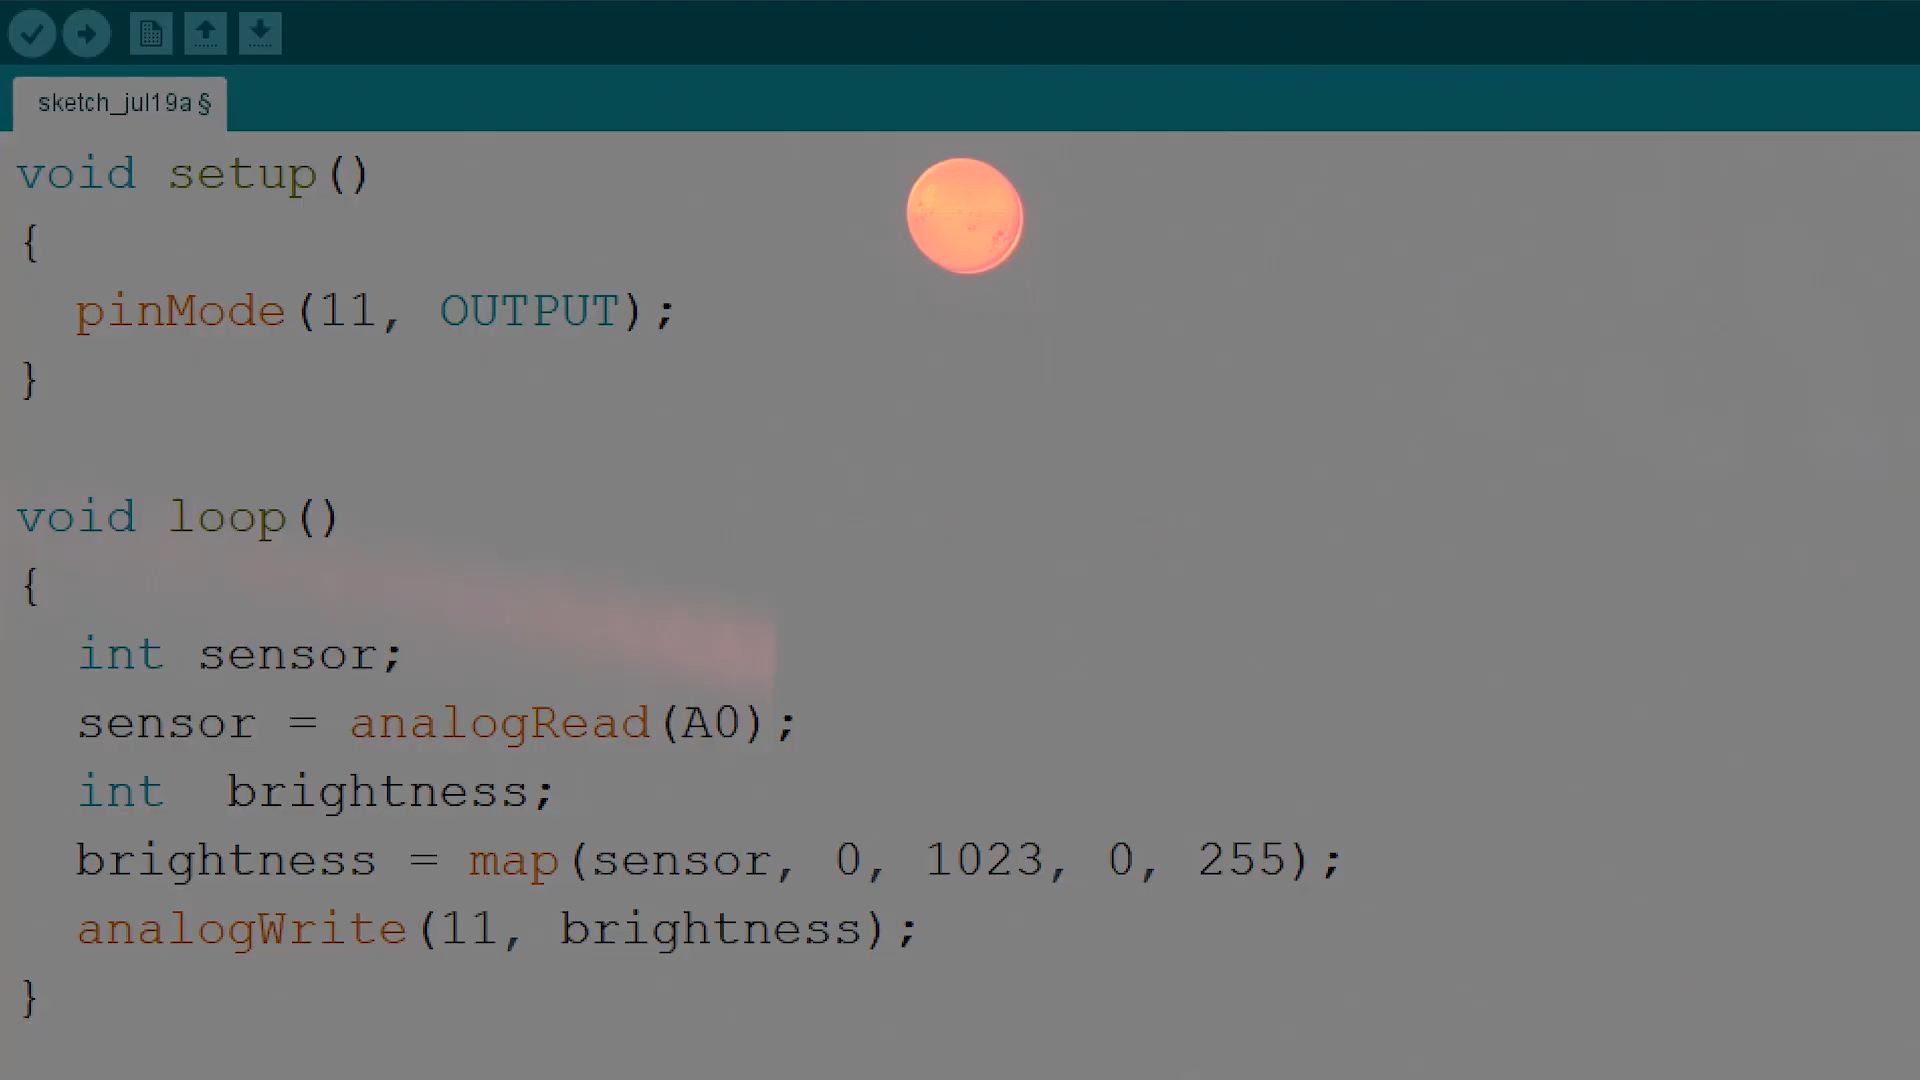 sketch_jul19a §
void setup()
{
pinMode(11, OUTPUT);
}
void loop()
{
int sensor;
sensor = analogRead(A0);
int  brightness;
brightness = map(sensor, 0, 1023, 0, 255);
analogWrite(11, brightness);
}